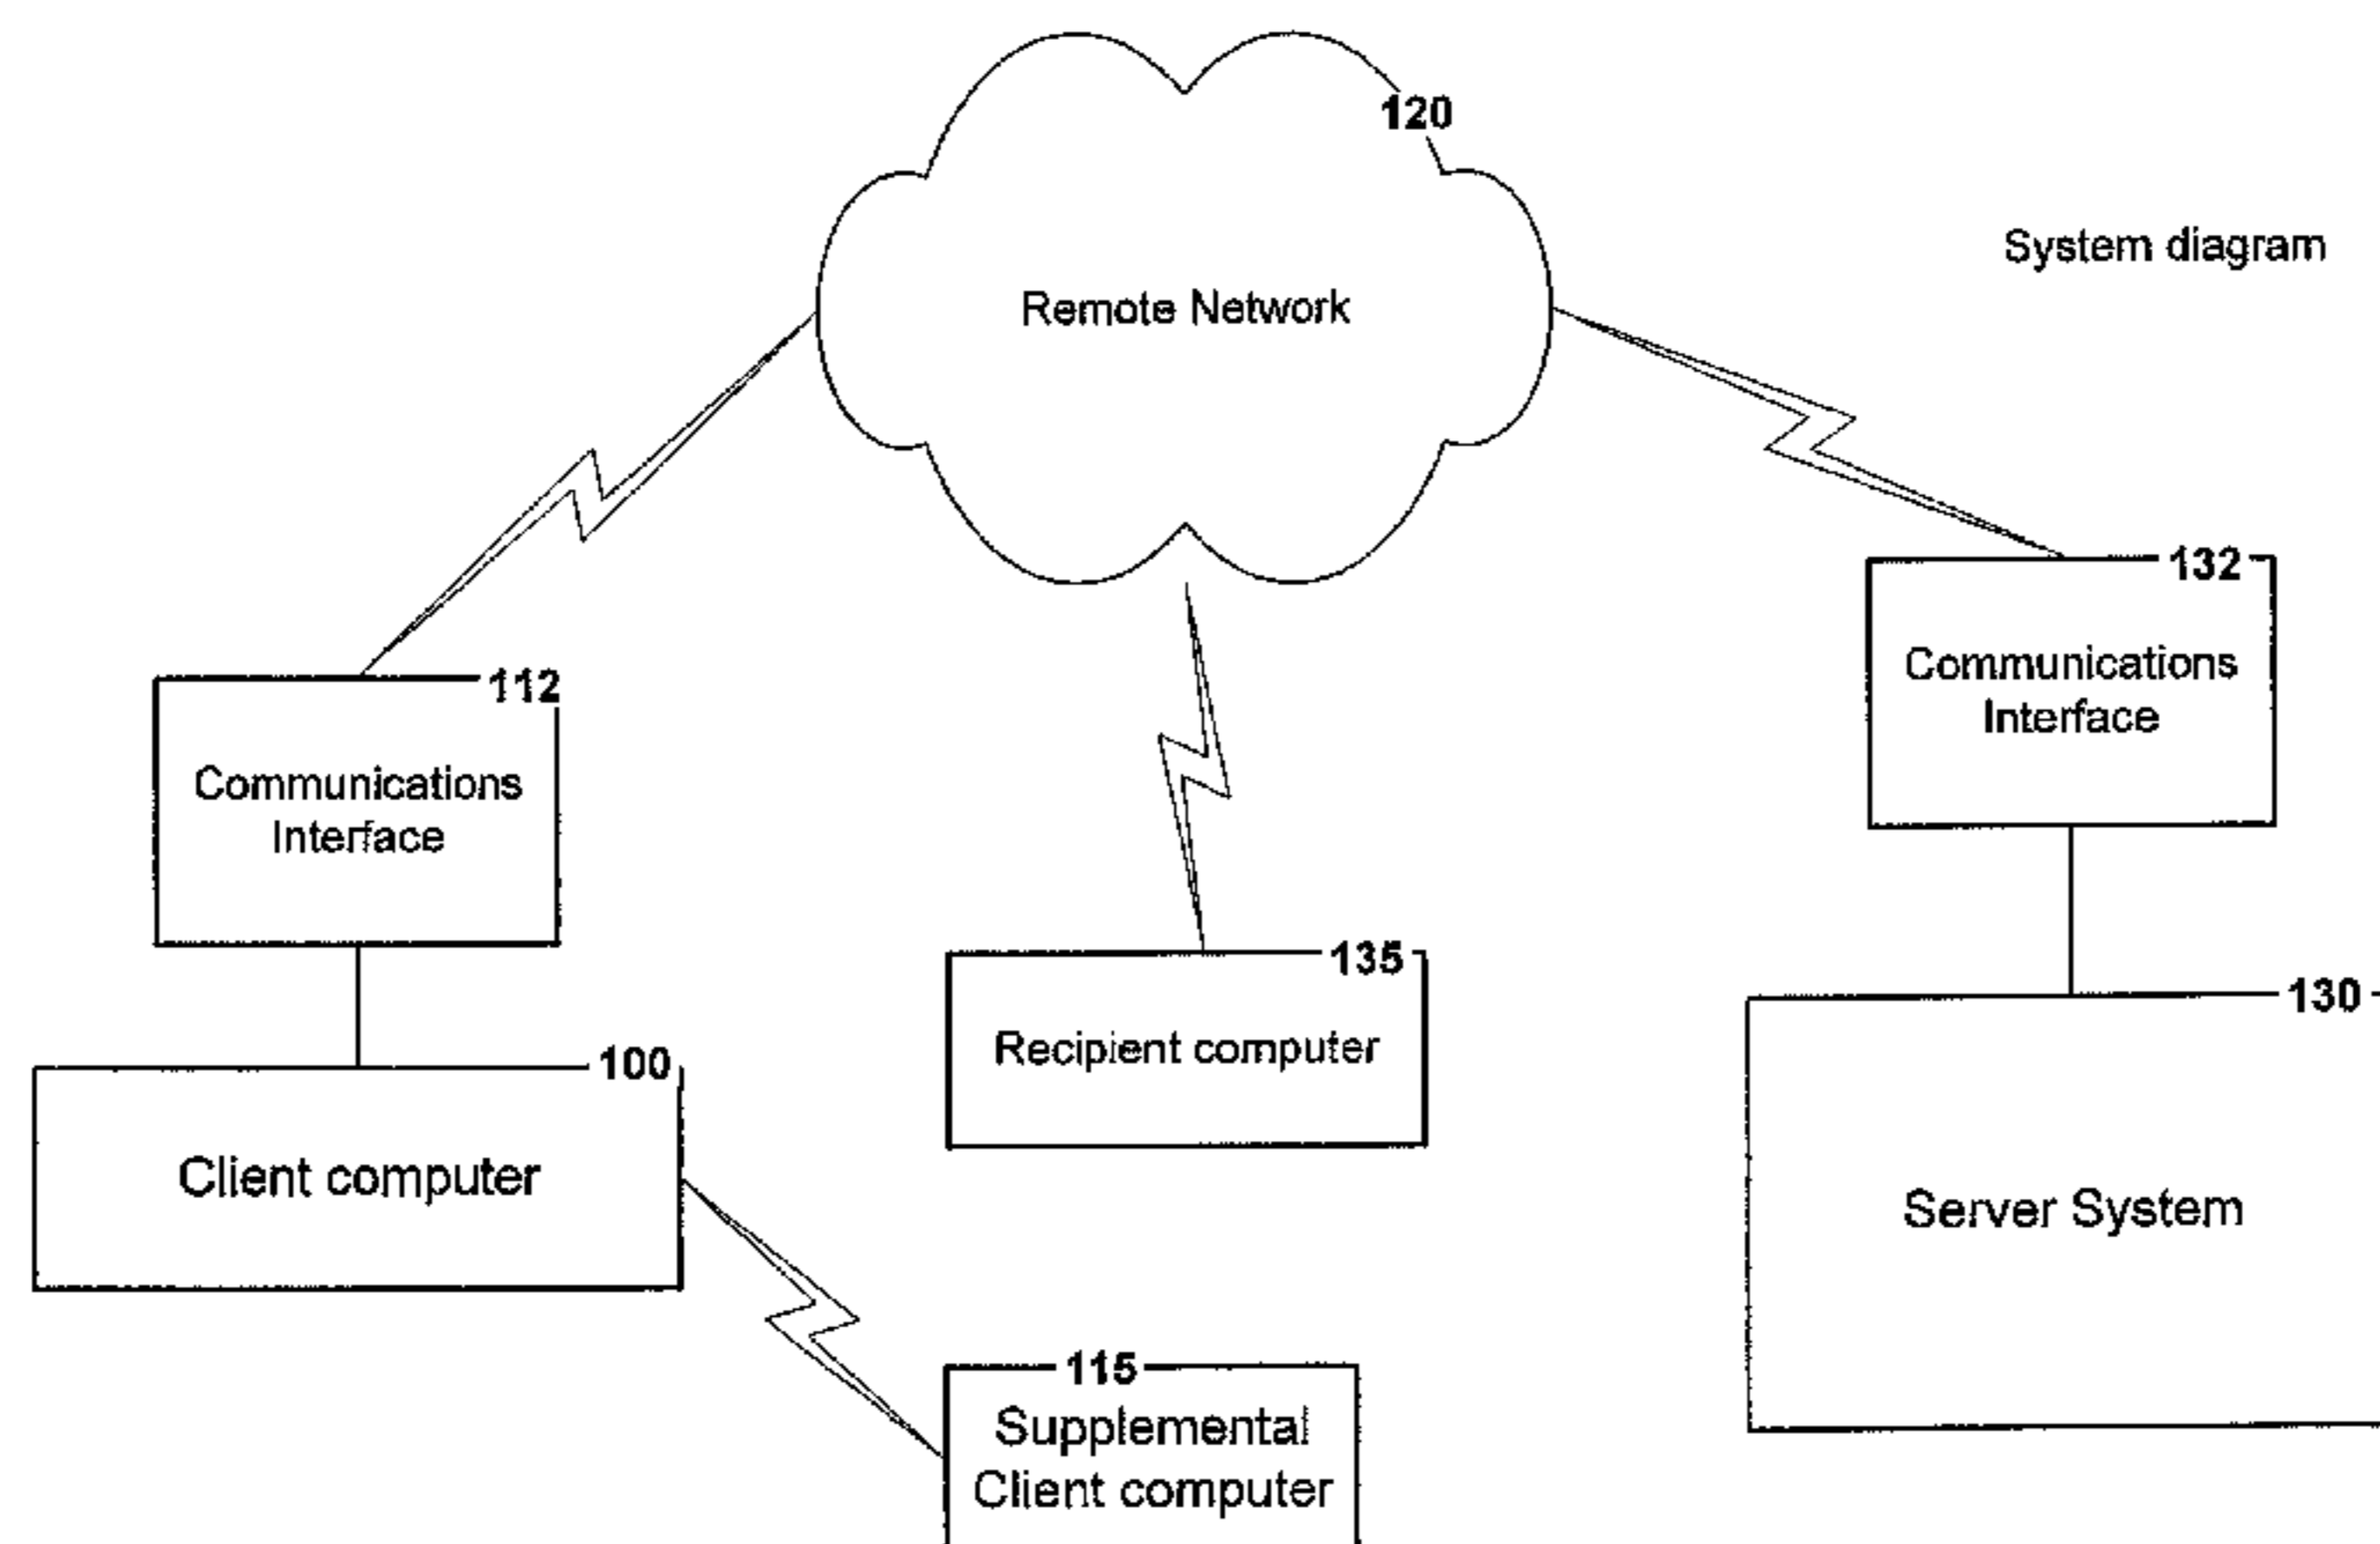 120
System diagram
Remote Network
132
Communications
Interface
112
Communications
Interface
135
Recipient computer
130
Server System
100
Client computer
115
Supplemental
Client computer